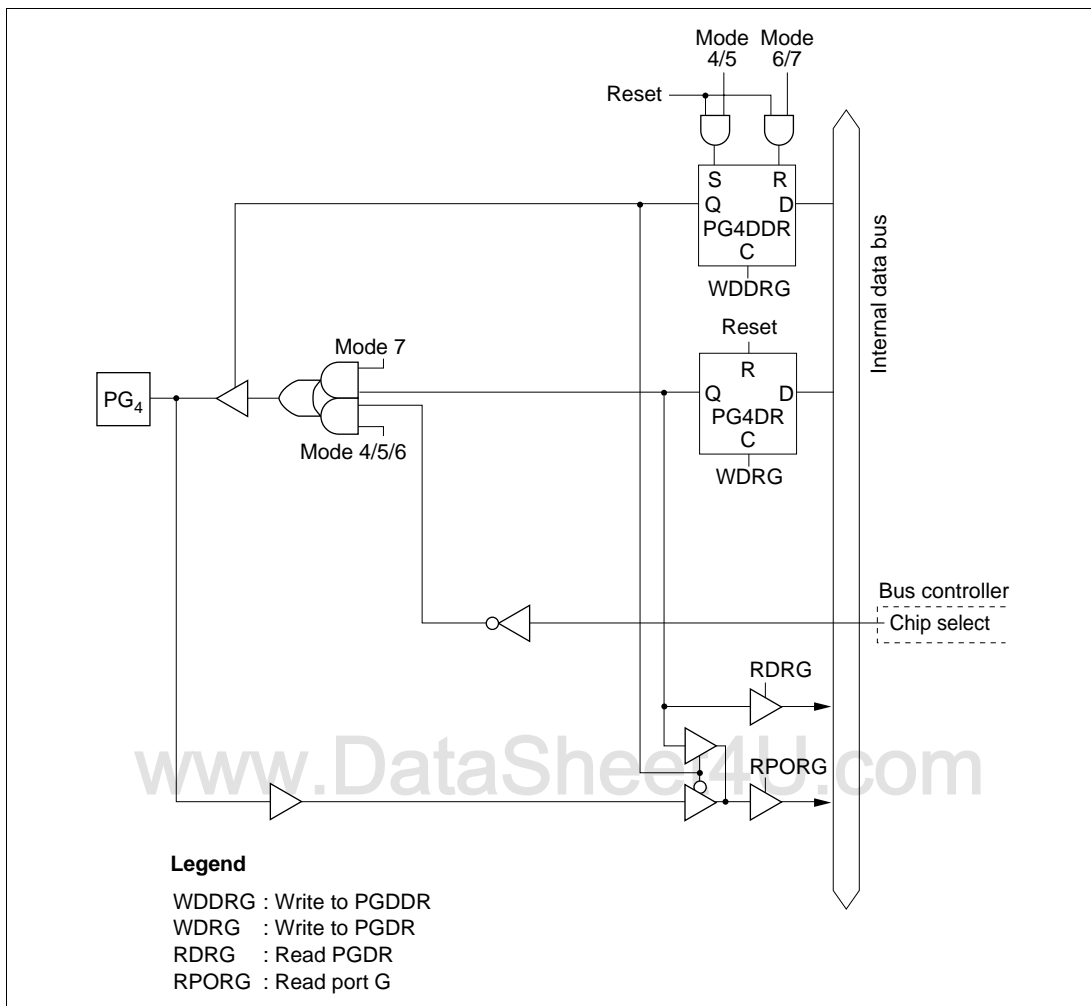 Mode 4/5
Mode 6/7
Reset
S R
Q D
PG4DDR
C
WDDRG
Internal data bus
Reset
R
Q D
PG4DR
C
WDRG
Mode 7
PG4
Mode 4/5/6
Bus controller
Chip select
RDRG
www.DataSheet4U.com
RPORG
Legend
WDDRG : Write to PGDDR
WDRG : Write to PGDR
RDRG : Read PGDR
RPORG : Read port G